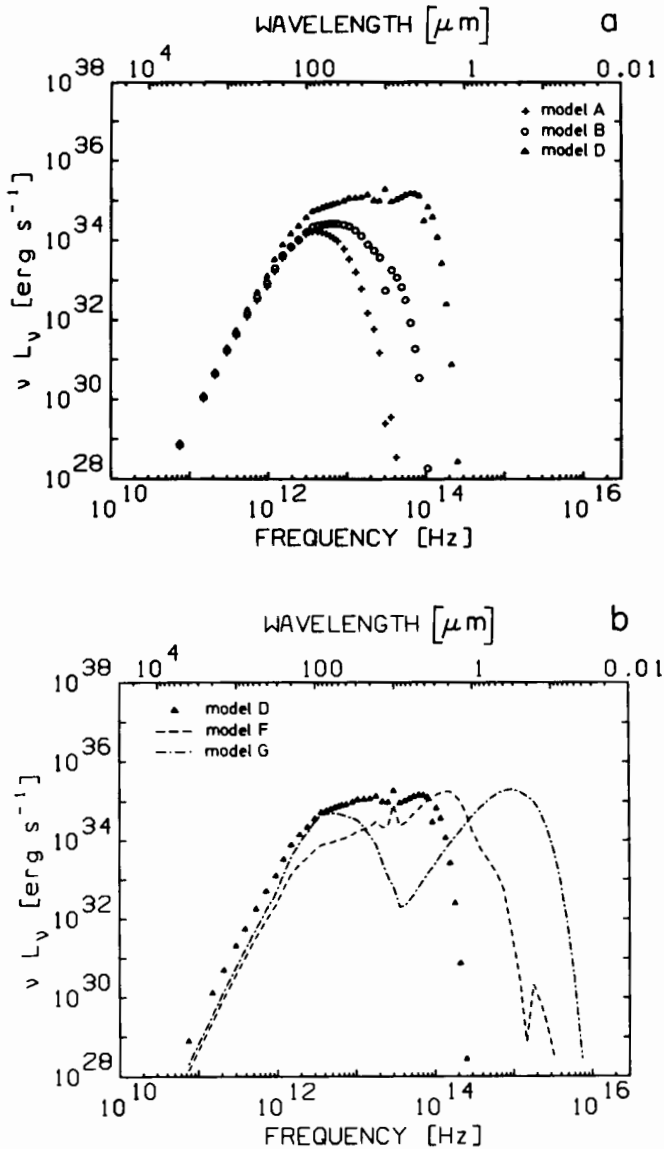 WAVELENGTH [μm] a
10^4 100 1 0.01
10^38
10^36
10^34
10^32
10^30
10^28
ν L_ν [erg s^-1]
+ model A
o model B
▲ model D
10^10 10^12 10^14 10^16
FREQUENCY [Hz]
WAVELENGTH [μm] b
10^4 100 1 0.01
10^38
10^36
10^34
10^32
10^30
10^28
ν L_ν [erg s^-1]
▲ model D
model F
model G
10^10 10^12 10^14 10^16
FREQUENCY [Hz]